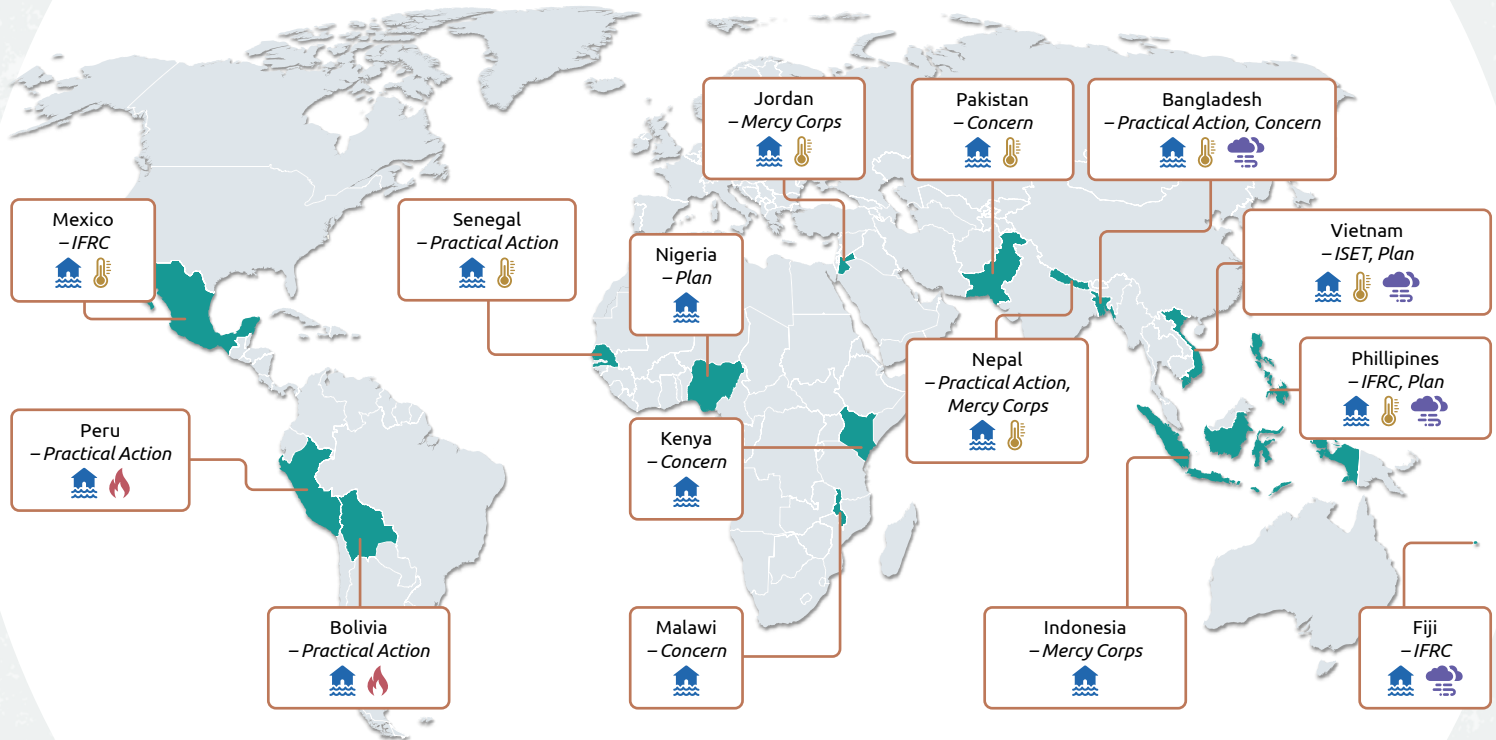 Jordan
– Mercy Corps
Pakistan
– Concern
Bangladesh
– Practical Action, Concern
Mexico
– IFRC
Senegal
– Practical Action
Nigeria
– Plan
Vietnam
– ISET, Plan
Nepal
– Practical Action,
Mercy Corps
Phillipines
– IFRC, Plan
Peru
– Practical Action
Kenya
– Concern
Bolivia
– Practical Action
Malawi
– Concern
Indonesia
– Mercy Corps
Fiji
– IFRC